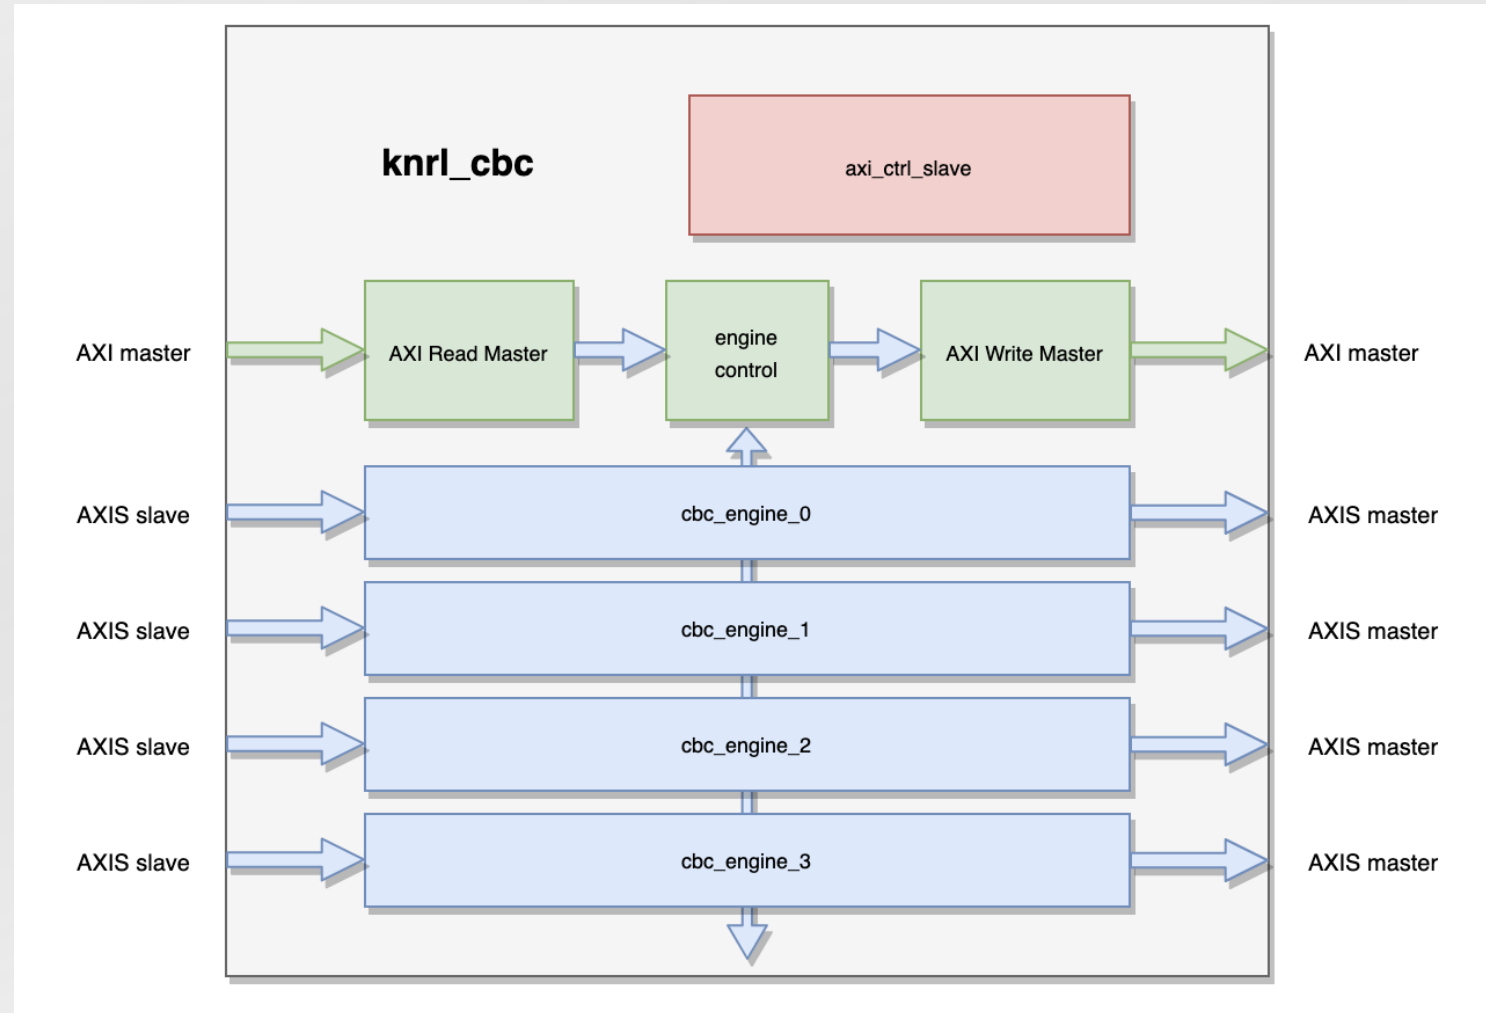 knrl_cbc
axi_ctrl_slave
AXI master
AXI Read Master
engine
control
AXI Write Master
AXI master
AXIS slave
cbc_engine_0
AXIS master
AXIS slave
cbc_engine_1
AXIS master
AXIS slave
cbc_engine_2
AXIS master
AXIS slave
cbc_engine_3
AXIS master